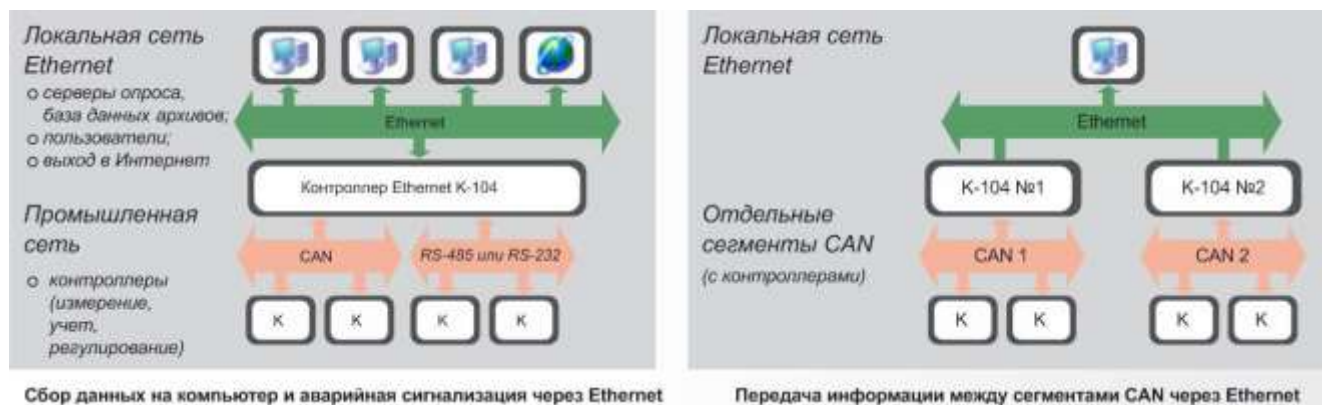 Локальная сеть
Ethernet
о серверы опроса,
база данных архивов;
о пользователи;
о выход в Интернет
Ethernet
Контроллер Ethernet K-104
Промышленная
сеть
о контроллеры
(измерение,
учет,
регулирование)
CAN
RS-485 или RS-232
K
K
K
K
Сбор данных на компьютер и аварийная сигнализация через Ethernet
Локальная сеть
Ethernet
Ethernet
K-104 №1
K-104 №2
Отдельные
сегменты CAN
(с контроллерами)
CAN 1
CAN 2
K
K
K
K
Передача информации между сегментами CAN через Ethernet